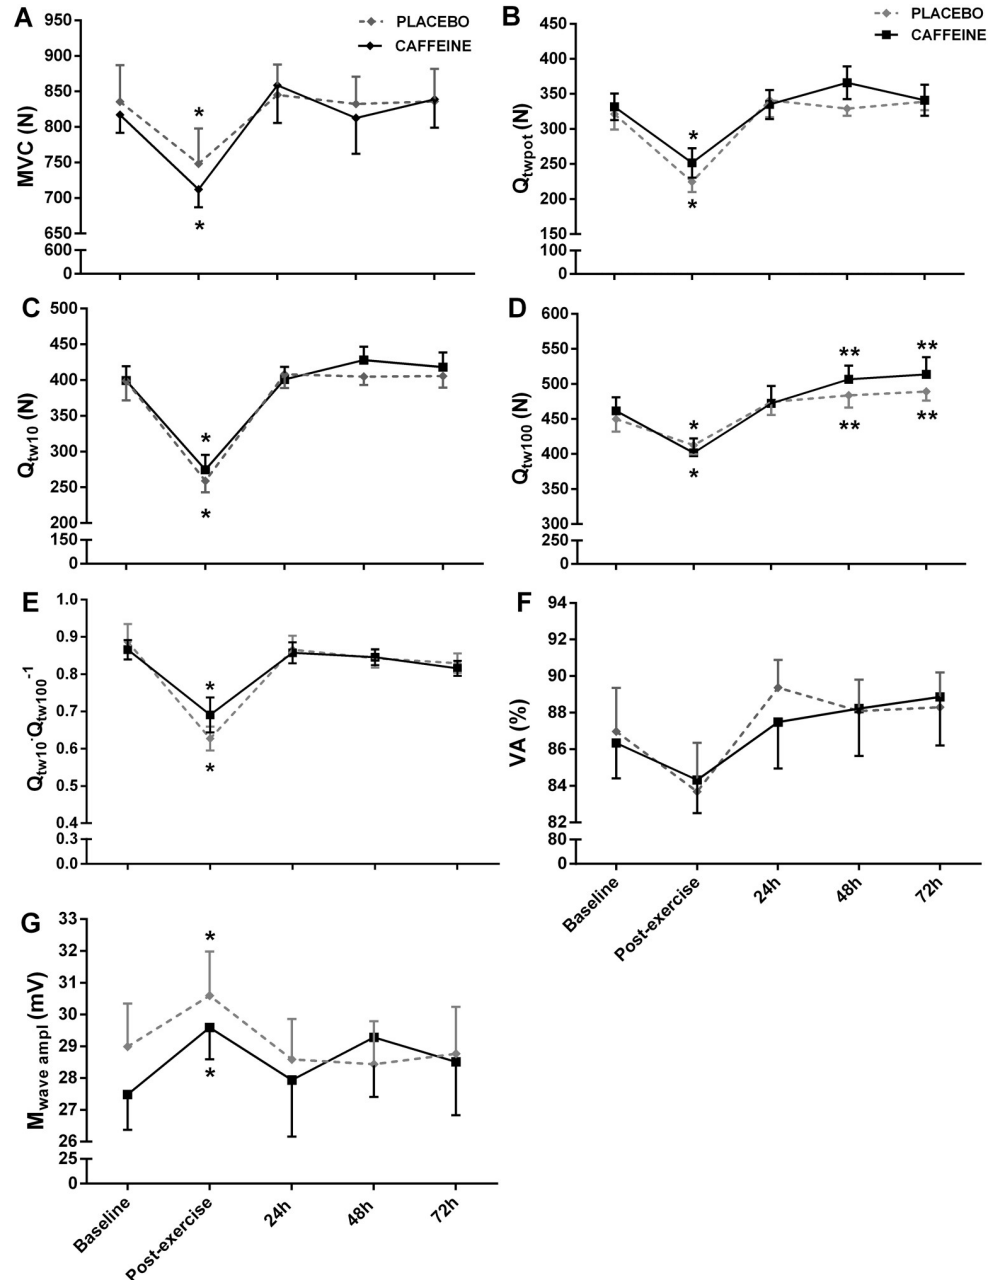 A
PLACEBO
CAFFEINE
MVC (N)
950
900
850
800
750
700
650
600
0
*
*
B
PLACEBO
CAFFEINE
Qtwpot (N)
450
400
350
300
250
200
150
100
0
*
*
C
Qtw10 (N)
500
450
400
350
300
250
200
150
0
*
*
D
Qtw100 (N)
600
550
500
450
400
350
300
250
0
*
*
**
**
**
**
E
Qtw10·Qtw100-1
1.0
0.9
0.8
0.7
0.6
0.5
0.4
0.3
0.0
*
*
F
VA (%)
94
92
90
88
86
84
82
80
0
Baseline
Post-exercise
24h
48h
72h
G
Mwave ampl (mV)
33
32
31
30
29
28
27
26
25
0
*
*
Baseline
Post-exercise
24h
48h
72h